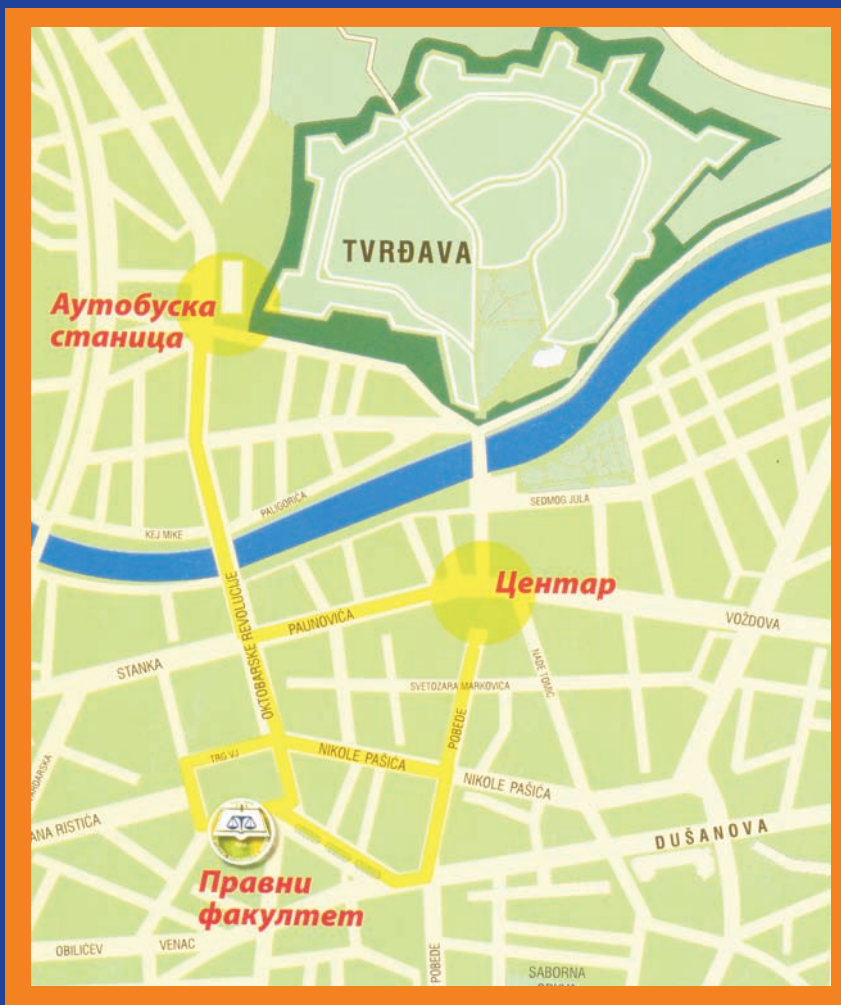 TVRĐAVA
Аутобуска
станица
PALIGORIĆA
SEDMOG JULA
KEJ MIKE
Центар
OKTOBARSKE REVOLUCIJE
PAUNOVIĆA
VOŽDOVA
STANKA
NADE TOMIĆ
SVETOZARA MARKOVIĆA
POBEDE
TRG VJ
NIKOLE PAŠIĆA
NIKOLE PAŠIĆA
ANA RISTIĆA
DUŠANOVA
Правни
факултет
OBILIĆEV
VENAC
POBEDE
SABORNA